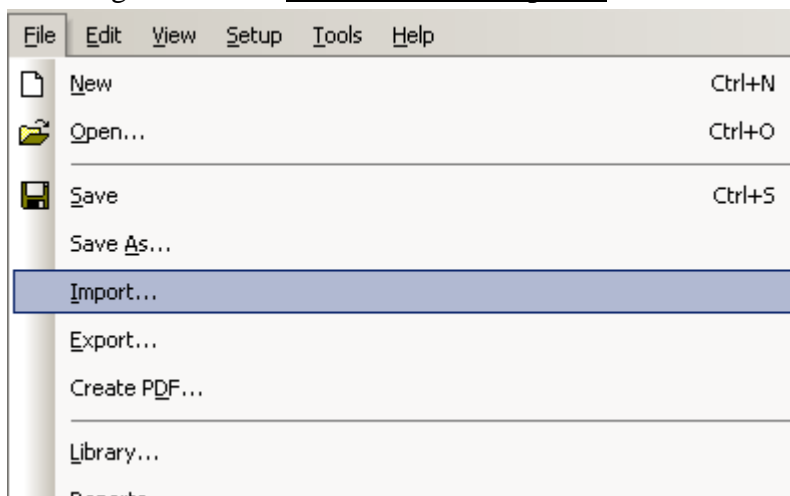 File Edit View Setup Tools Help
New Ctrl+N
Open... Ctrl+O
Save Ctrl+S
Save As...
Import...
Export...
Create PDF...
Library...